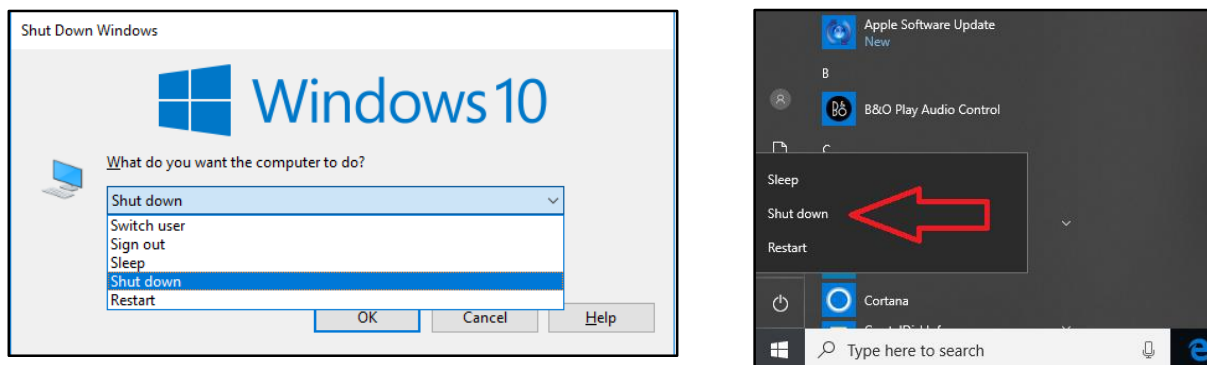 Shut Down Windows
Windows 10
What do you want the computer to do?
Shut down
Switch user
Sign out
Sleep
Shut down
Restart
OK
Cancel
Help
Apple Software Update
New
B
B&O Play Audio Control
C
Sleep
Shut down
Restart
Cortana
Type here to search